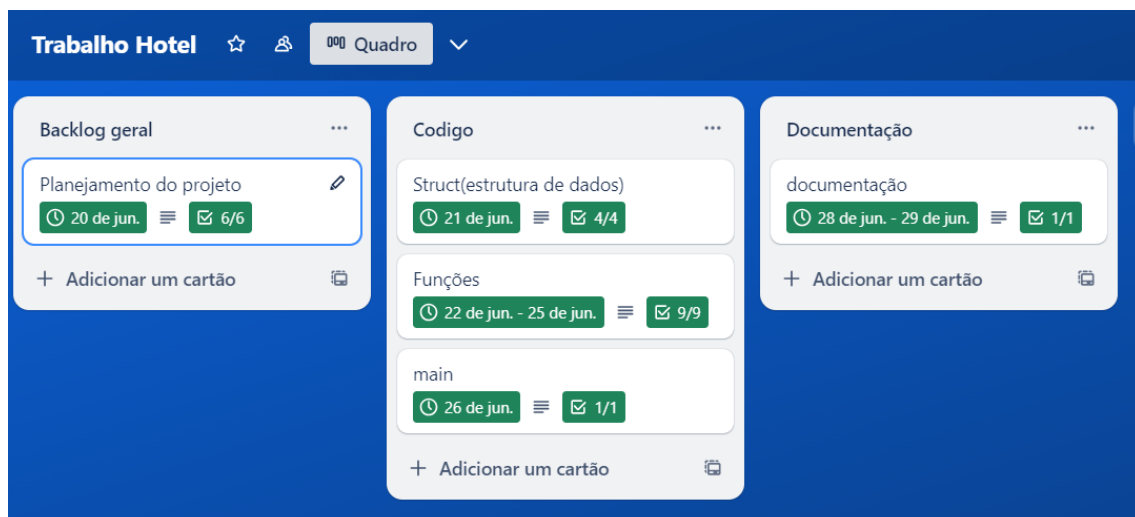 Trabalho Hotel
Quadro
Backlog geral
Planejamento do projeto
20 de jun. 6/6
Adicionar um cartão
Codigo
Struct(estrutura de dados)
21 de jun. 4/4
Funções
22 de jun. - 25 de jun. 9/9
main
26 de jun. 1/1
Adicionar um cartão
Documentação
documentação
28 de jun. - 29 de jun. 1/1
Adicionar um cartão